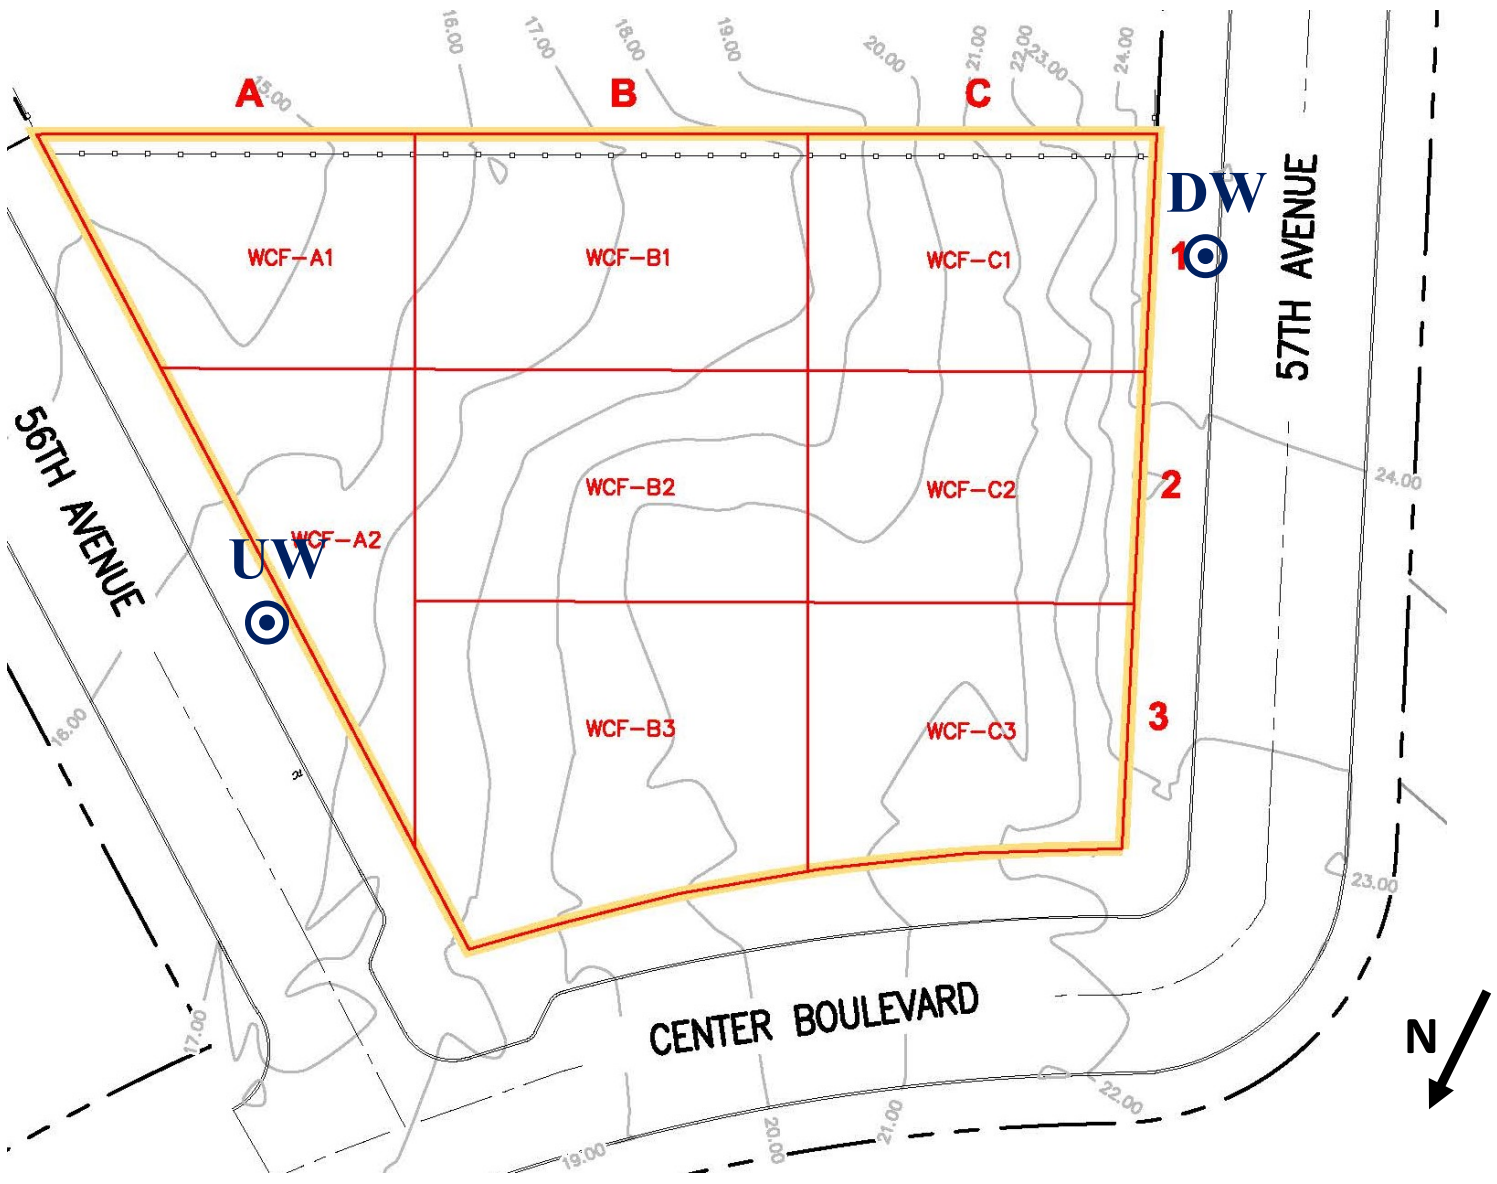 16.00
17.00
18.00
19.00
20.00
21.00
22.00
23.00
24.00
A
B
C
15.00
DW
1
57TH AVENUE
WCF-A1
WCF-B1
WCF-C1
56TH AVENUE
WCF-A2
WCF-B2
WCF-C2
2
24.00
UW
16.00
WCF-B3
WCF-C3
3
23.00
17.00
CENTER BOULEVARD
N
19.00
20.00
21.00
22.00